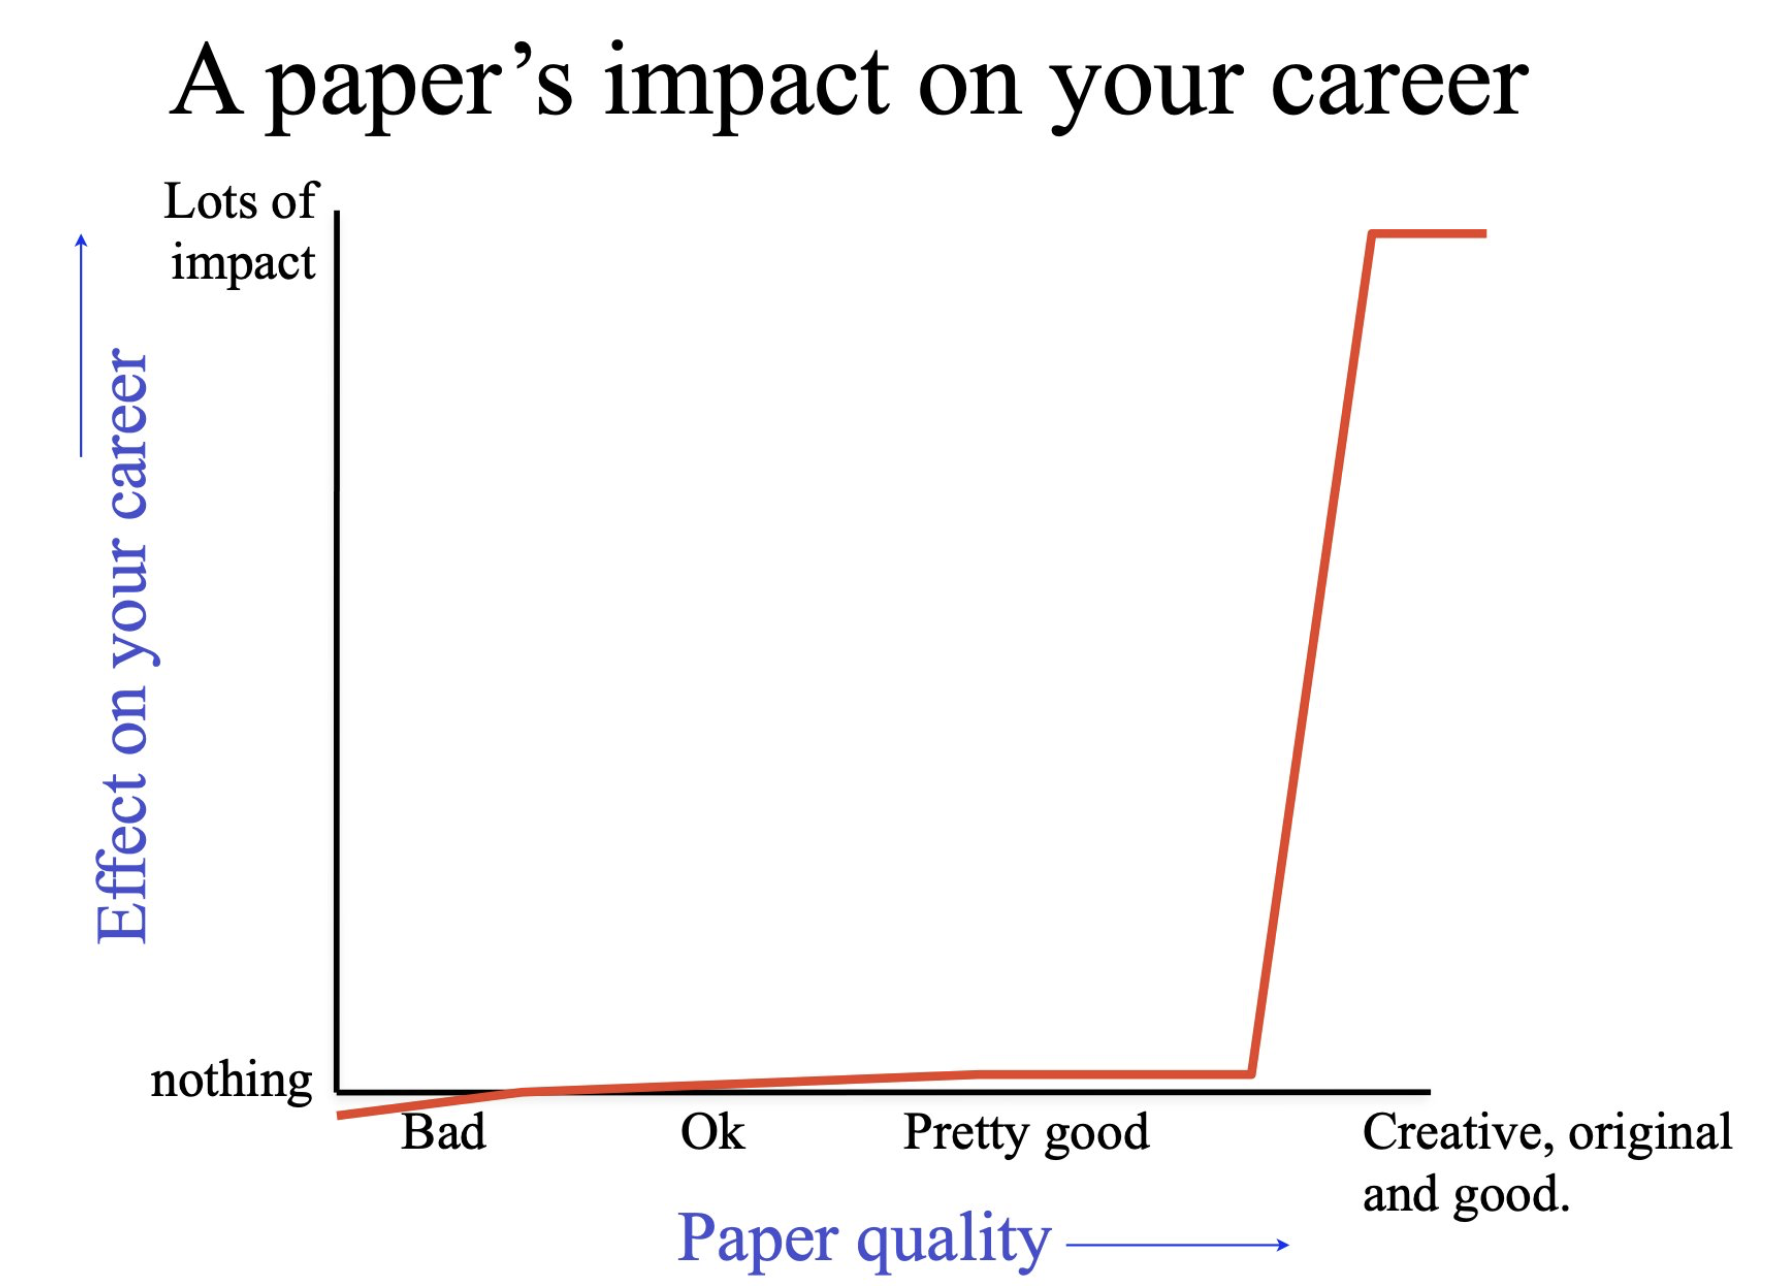 A paper’s impact on your career
Lots of
impact
Effect on your career
nothing
Bad
Ok
Pretty good
Creative, original
and good.
Paper quality